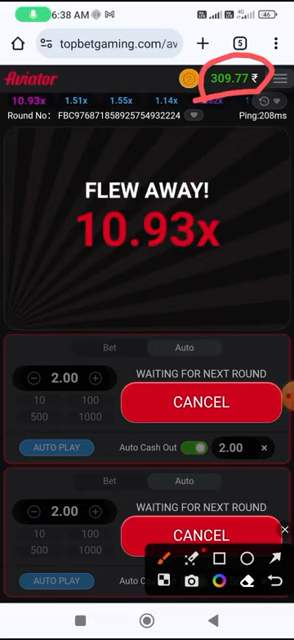 6:38 AM
46
topbetgaming.com/av
5
Aviator
309.77 ₹
10.93x 1.51x 1.55x 1.14x
Round No: FBC97687185892575493224 Ping:208ms
FLEW AWAY!
10.93x
Bet Auto
2.00
WAITING FOR NEXT ROUND
10 100
CANCEL
500 1000
AUTO PLAY
Auto Cash Out
2.00 ×
Bet Auto
2.00
WAITING FOR NEXT ROUND
10 100
CANCEL
500
AUTO PLAY